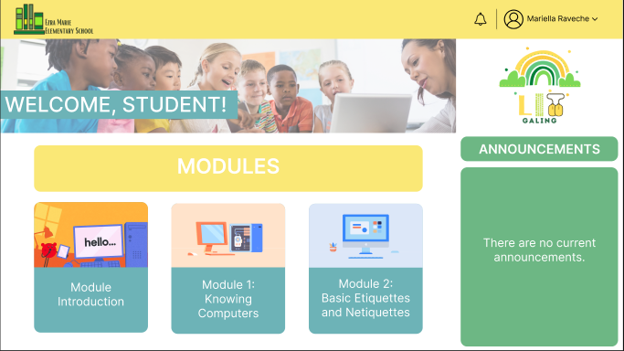 Ezra Marie
Elementary School
Mariella Raveche
WELCOME, STUDENT!
LIT
GALING
MODULES
ANNOUNCEMENTS
hello...
Module
Introduction
Module 1:
Knowing
Computers
Module 2:
Basic Etiquettes
and Netiquettes
There are no current
announcements.